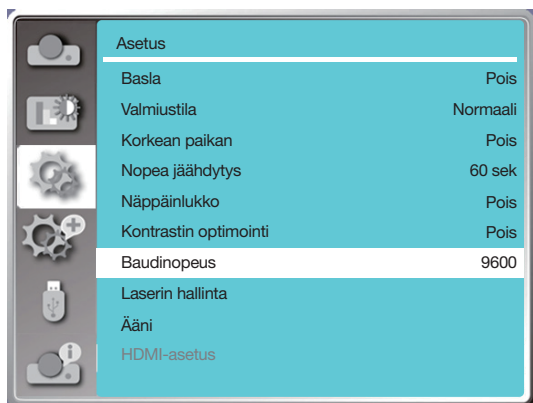 Asetus
Basla Pois
Valmiustila Normaali
Korkean paikan Pois
Nopea jäähdytys 60 sek
Näppäinlukko Pois
Kontrastin optimointi Pois
Baudinopeus 9600
Laserin hallinta
Ääni
HDMI-asetus